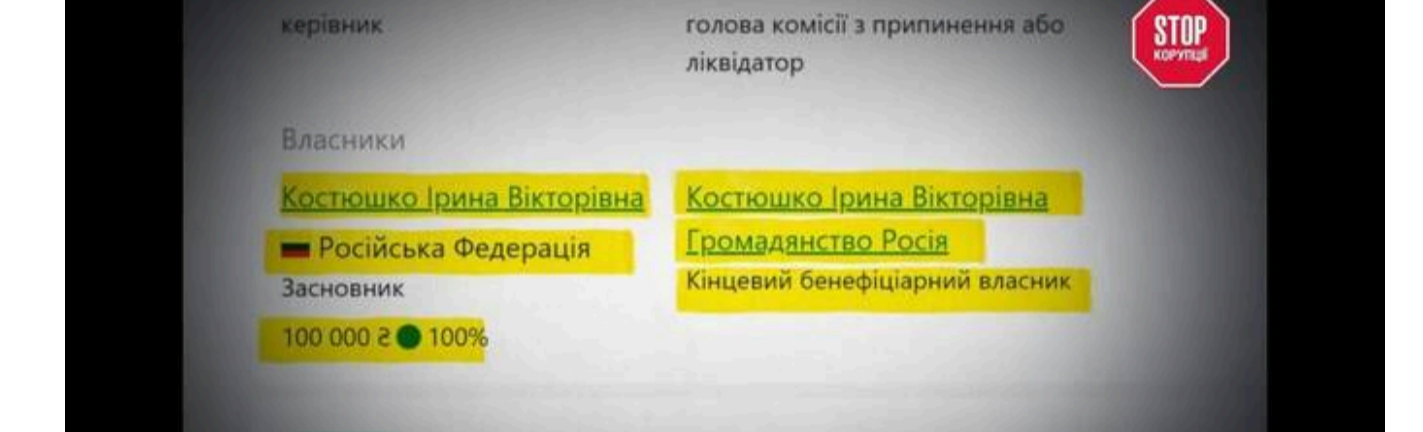 керівник
голова комісії з припинення або
ліквідатор
STOP
КОРУПЦІЇ
Власники
Костюшко Ірина Вікторівна
Російська Федерація
Засновник
100 000 ₴ 100%
Костюшко Ірина Вікторівна
Громадянство Росія
Кінцевий бенефіціарний власник